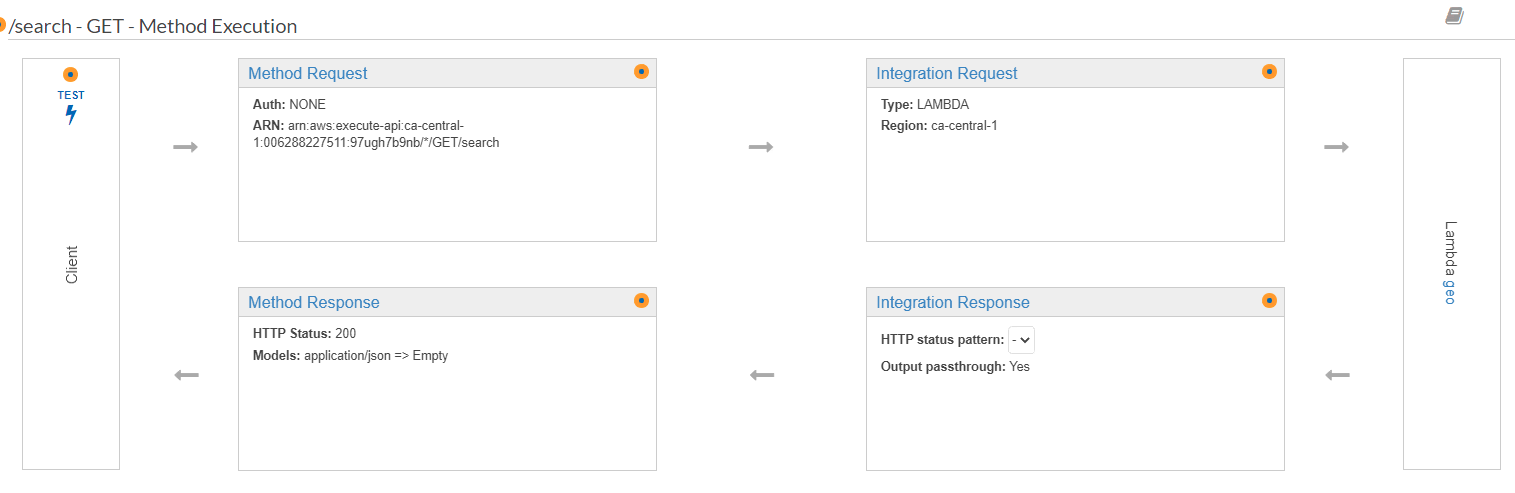 /search - GET - Method Execution
TEST
Client
Method Request
Auth: NONE
ARN: arn:aws:execute-api:ca-central-
1:006288227511:97ugh7b9nb/*/GET/search
Integration Request
Type: LAMBDA
Region: ca-central-1
Lambda geo
Method Response
HTTP Status: 200
Models: application/json => Empty
Integration Response
HTTP status pattern: -
Output passthrough: Yes